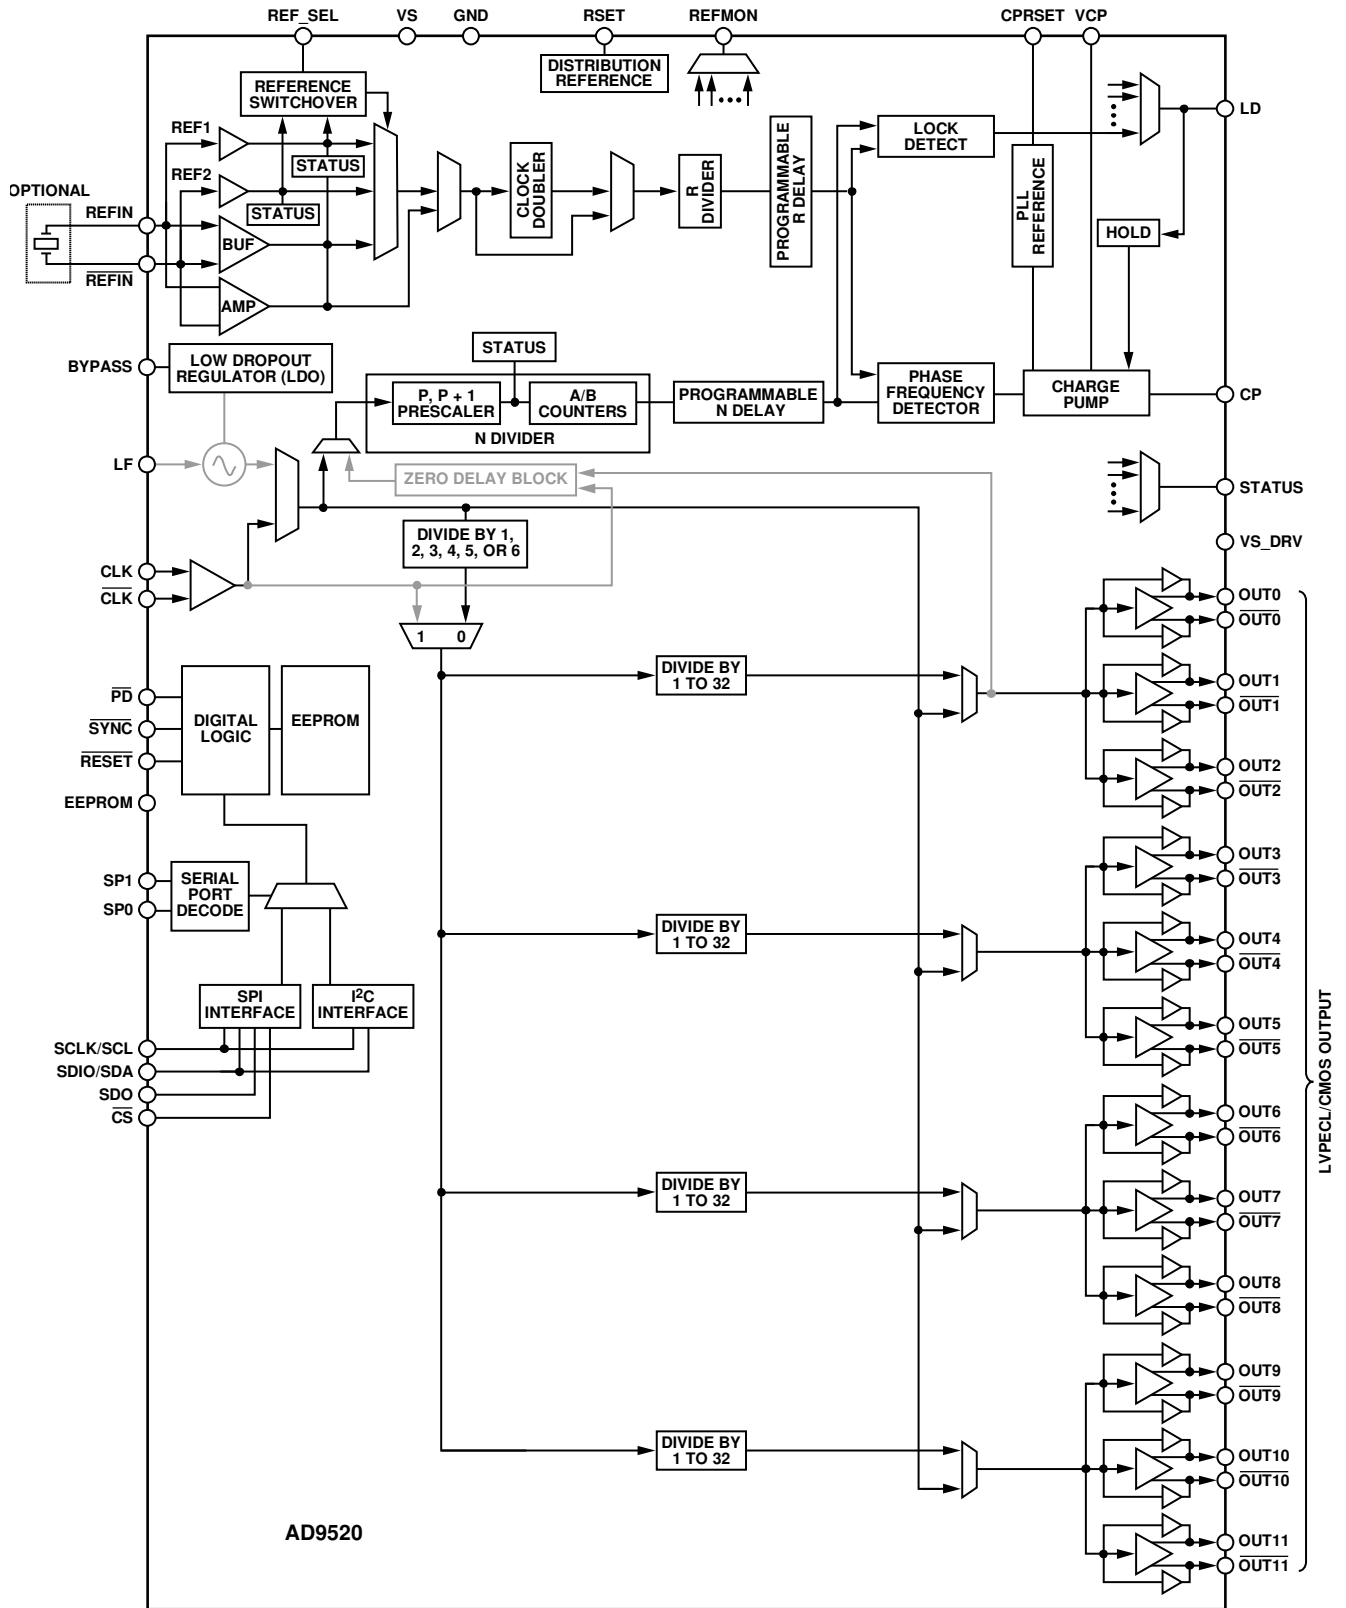 REF_SEL VS GND RSET REFMON CPRSET VCP
DISTRIBUTION
REFERENCE
REFERENCE
SWITCHOVER
REF1
STATUS
REF2
STATUS
OPTIONAL
REFIN
REFIN
BUF
AMP
CLOCK
DOUBLER
R
DIVIDER
PROGRAMMABLE
R DELAY
LOCK
DETECT
PLL
REFERENCE
HOLD
LD
BYPASS
LOW DROPOUT
REGULATOR (LDO)
STATUS
P, P + 1
PRESCALER
A/B
COUNTERS
N DIVIDER
PROGRAMMABLE
N DELAY
PHASE
FREQUENCY
DETECTOR
CHARGE
PUMP
CP
LF
ZERO DELAY BLOCK
STATUS
DIVIDE BY 1,
2, 3, 4, 5, OR 6
VS_DRV
CLK
CLK
1 0
OUT0
OUT0
DIVIDE BY
1 TO 32
OUT1
OUT1
OUT2
OUT2
PD
SYNC
RESET
EEPROM
DIGITAL
LOGIC
EEPROM
SP1
SP0
SERIAL
PORT
DECODE
OUT3
OUT3
DIVIDE BY
1 TO 32
OUT4
OUT4
OUT5
OUT5
SPI
INTERFACE
I2C
INTERFACE
SCLK/SCL
SDIO/SDA
SDO
CS
LVPECL/CMOS OUTPUT
OUT6
OUT6
DIVIDE BY
1 TO 32
OUT7
OUT7
OUT8
OUT8
OUT9
OUT9
DIVIDE BY
1 TO 32
OUT10
OUT10
OUT11
OUT11
AD9520